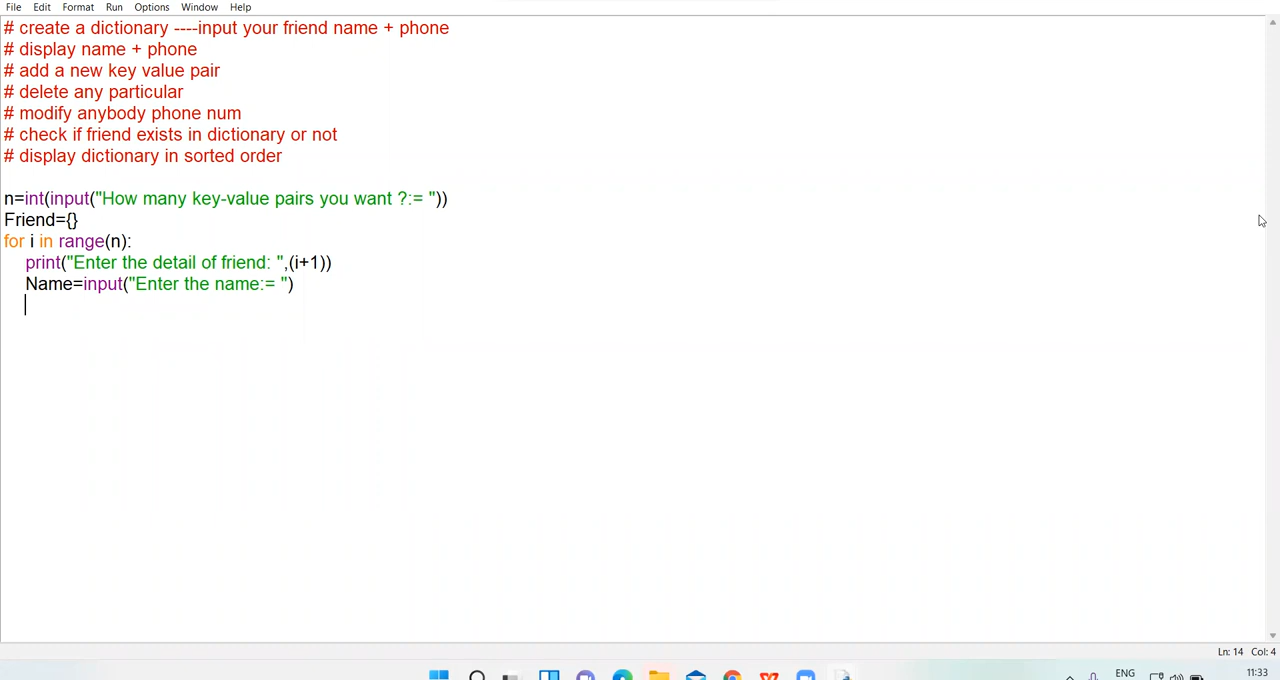 File Edit Format Run Options Window Help
# create a dictionary ----input your friend name + phone
# display name + phone
# add a new key value pair
# delete any particular
# modify anybody phone num
# check if friend exists in dictionary or not
# display dictionary in sorted order
n=int(input("How many key-value pairs you want ?:= "))
Friend={}
for i in range(n):
    print("Enter the detail of friend: ",(i+1))
    Name=input("Enter the name:= ")
Ln: 14 Col: 4
ENG
11:33